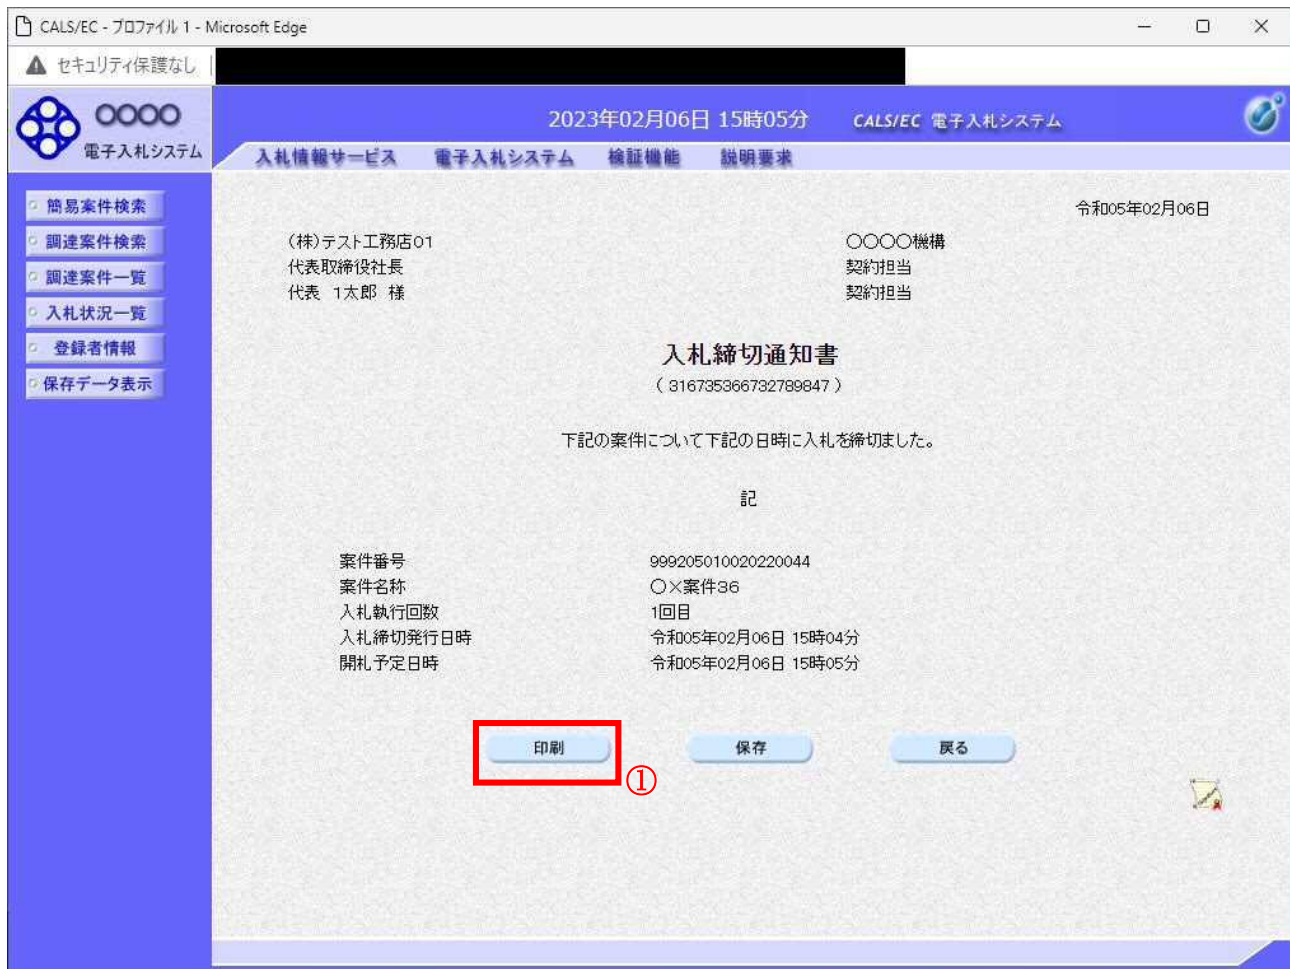 CALS/EC - プロファイル 1 - Microsoft Edge
セキュリティ保護なし
〇〇〇〇
電子入札システム
2023年02月06日 15時05分
CALS/EC 電子入札システム
入札情報サービス 電子入札システム 検証機能 説明要求
簡易案件検索
調達案件検索
調達案件一覧
入札状況一覧
登録者情報
保存データ表示
令和05年02月06日
(株)テスト工務店01
代表取締役社長
代表 1太郎 様
〇〇〇〇機構
契約担当
契約担当
入札締切通知書
( 316735366732789847 )
下記の案件について下記の日時に入札を締切ました。
記
案件番号 999205010020220044
案件名称 〇×案件36
入札執行回数 1回目
入札締切発行日時 令和05年02月06日 15時04分
開札予定日時 令和05年02月06日 15時05分
印刷 保存 戻る
①